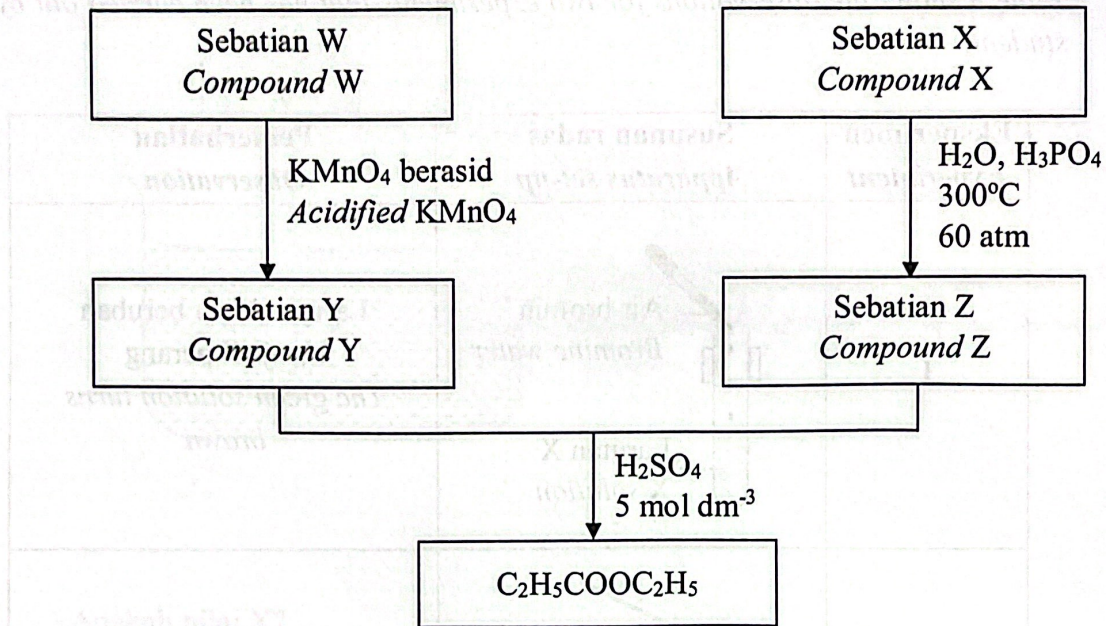 Sebatian W
Compound W
Sebatian X
Compound X
KMnO₄ berasid
Acidified KMnO₄
H₂O, H₃PO₄
300⁰C
60 atm
Sebatian Y
Compound Y
Sebatian Z
Compound Z
H₂SO₄
5 mol dm⁻³
C₂H₅COOC₂H₅